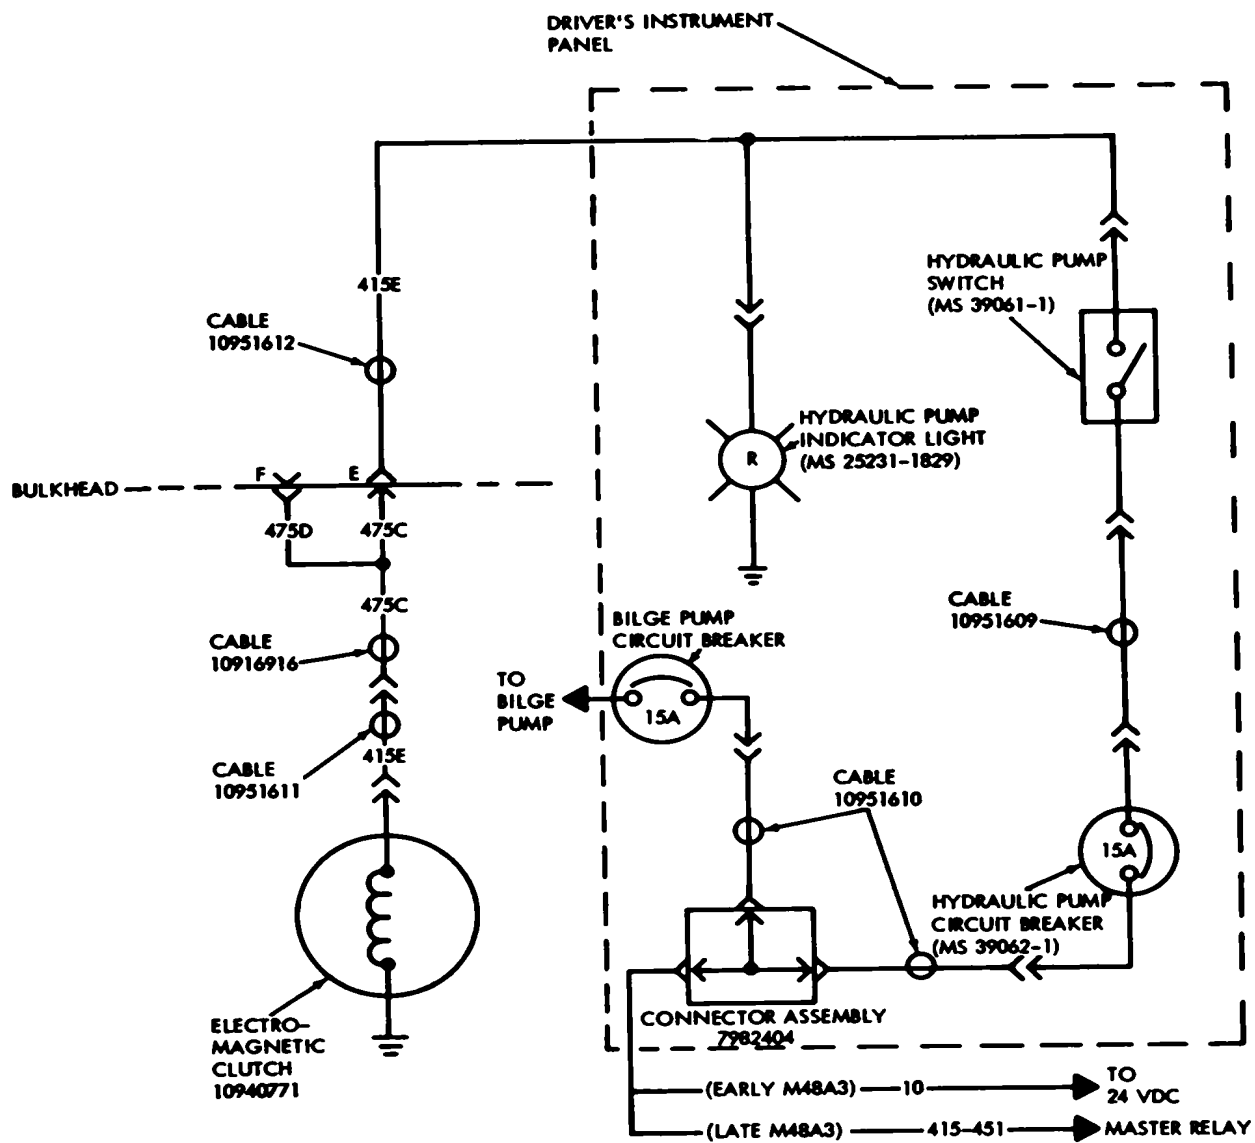 DRIVER'S INSTRUMENT
PANEL
415E
CABLE
10951612
HYDRAULIC PUMP
SWITCH
(MS 39061-1)
HYDRAULIC PUMP
INDICATOR LIGHT
(MS 25231-1829)
R
F
E
BULKHEAD
475D
475C
475C
CABLE
10916916
CABLE
10951609
BILGE PUMP
CIRCUIT BREAKER
TO
BILGE
PUMP
15A
415E
CABLE
10951611
CABLE
10951610
15A
HYDRAULIC PUMP
CIRCUIT BREAKER
(MS 39062-1)
ELECTRO-
MAGNETIC
CLUTCH
10940771
CONNECTOR ASSEMBLY
7982404
(EARLY M48A3) 10
TO
24 VDC
(LATE M48A3) 415-451
MASTER RELAY